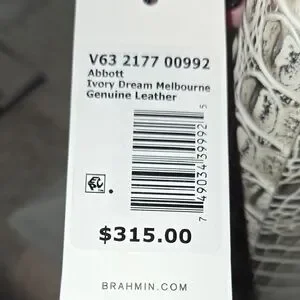 V63 2177 00992
Abbott
Ivory Dream Melbourne
Genuine Leather
7 49034 39992 5
$315.00
BRAHMIN.COM